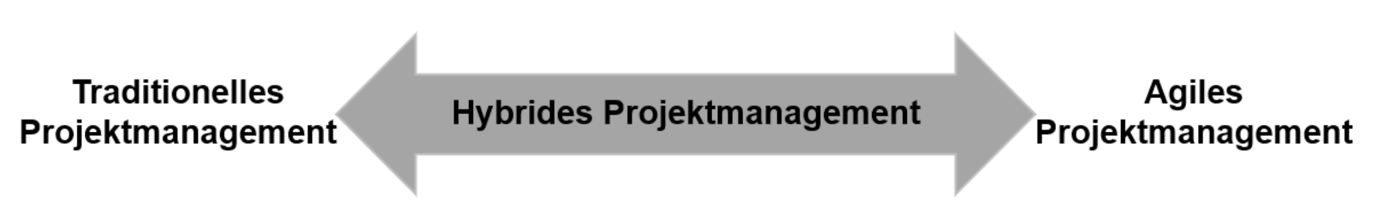 Traditionelles
Projektmanagement
Hybrides Projektmanagement
Agiles
Projektmanagement